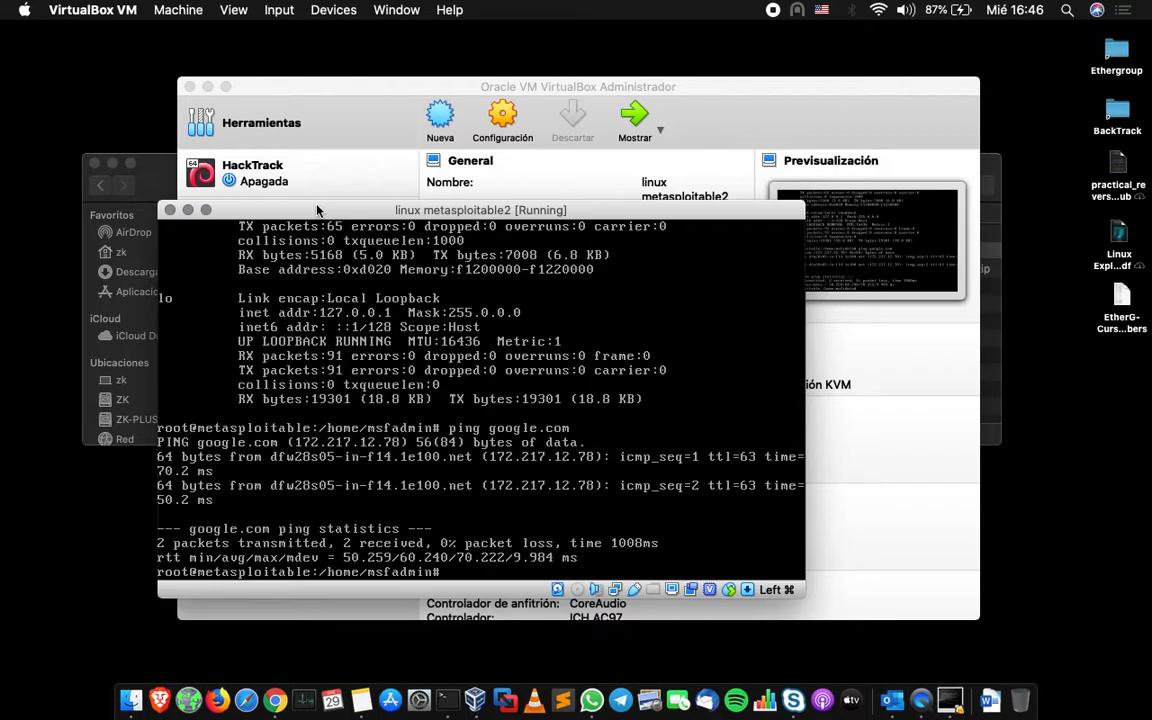 VirtualBox VM Machine View Input Devices Window Help 87% Mié 16:46
Oracle VM VirtualBox Administrador
Herramientas
Nueva Configuración Descartar Mostrar
64 HackTrack
Apagada
General
Nombre: linux
metasploitable2
Previsualización
Favoritos
AirDrop
zk
Descarga
Aplicacio
iCloud
iCloud D
Ubicaciones
zk
ZK
ZK-PLUS
Red
linux metasploitable2 [Running]
TX packets:65 errors:0 dropped:0 overruns:0 carrier:0
collisions:0 txqueuelen:1000
RX bytes:5168 (5.0 KB) TX bytes:7008 (6.8 KB)
Base address:0xd020 Memory:f1200000-f1220000
lo Link encap:Local Loopback
inet addr:127.0.0.1 Mask:255.0.0.0
inet6 addr: ::1/128 Scope:Host
UP LOOPBACK RUNNING MTU:16436 Metric:1
RX packets:91 errors:0 dropped:0 overruns:0 frame:0
TX packets:91 errors:0 dropped:0 overruns:0 carrier:0
collisions:0 txqueuelen:0
RX bytes:19301 (18.8 KB) TX bytes:19301 (18.8 KB)
root@metasploitable:/home/msfadmin# ping google.com
PING google.com (172.217.12.78) 56(84) bytes of data.
64 bytes from dfw28s05-in-f14.1e100.net (172.217.12.78): icmp_seq=1 ttl=63 time=
70.2 ms
64 bytes from dfw28s05-in-f14.1e100.net (172.217.12.78): icmp_seq=2 ttl=63 time=
50.2 ms
--- google.com ping statistics ---
2 packets transmitted, 2 received, 0% packet loss, time 1008ms
rtt min/avg/max/mdev = 50.259/60.240/70.222/9.984 ms
root@metasploitable:/home/msfadmin#
Left ⌘
ión KVM
ip
Controlador de anfitrión: CoreAudio
Controlador: ICH AC97
Ethergroup
BackTrack
practical_re
vers...ub
Linux
Expl...df
EtherG-
Curs...bers
29